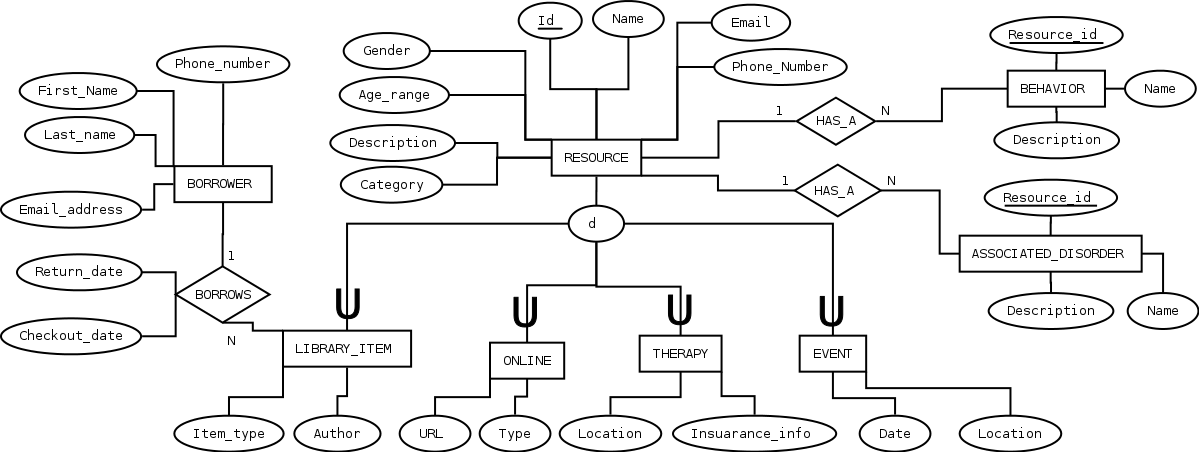 Id
Name
Email
Gender
Phone_Number
Age_range
Description
Category
RESOURCE
Phone_number
First_Name
Last_name
BORROWER
Email_address
1
HAS_A
N
Resource_id
BEHAVIOR
Name
Description
1
HAS_A
N
Resource_id
ASSOCIATED_DISORDER
Description
Name
d
1
Return_date
BORROWS
Checkout_date
N
U
U
U
U
LIBRARY_ITEM
ONLINE
THERAPY
EVENT
Item_type
Author
URL
Type
Location
Insuarance_info
Date
Location